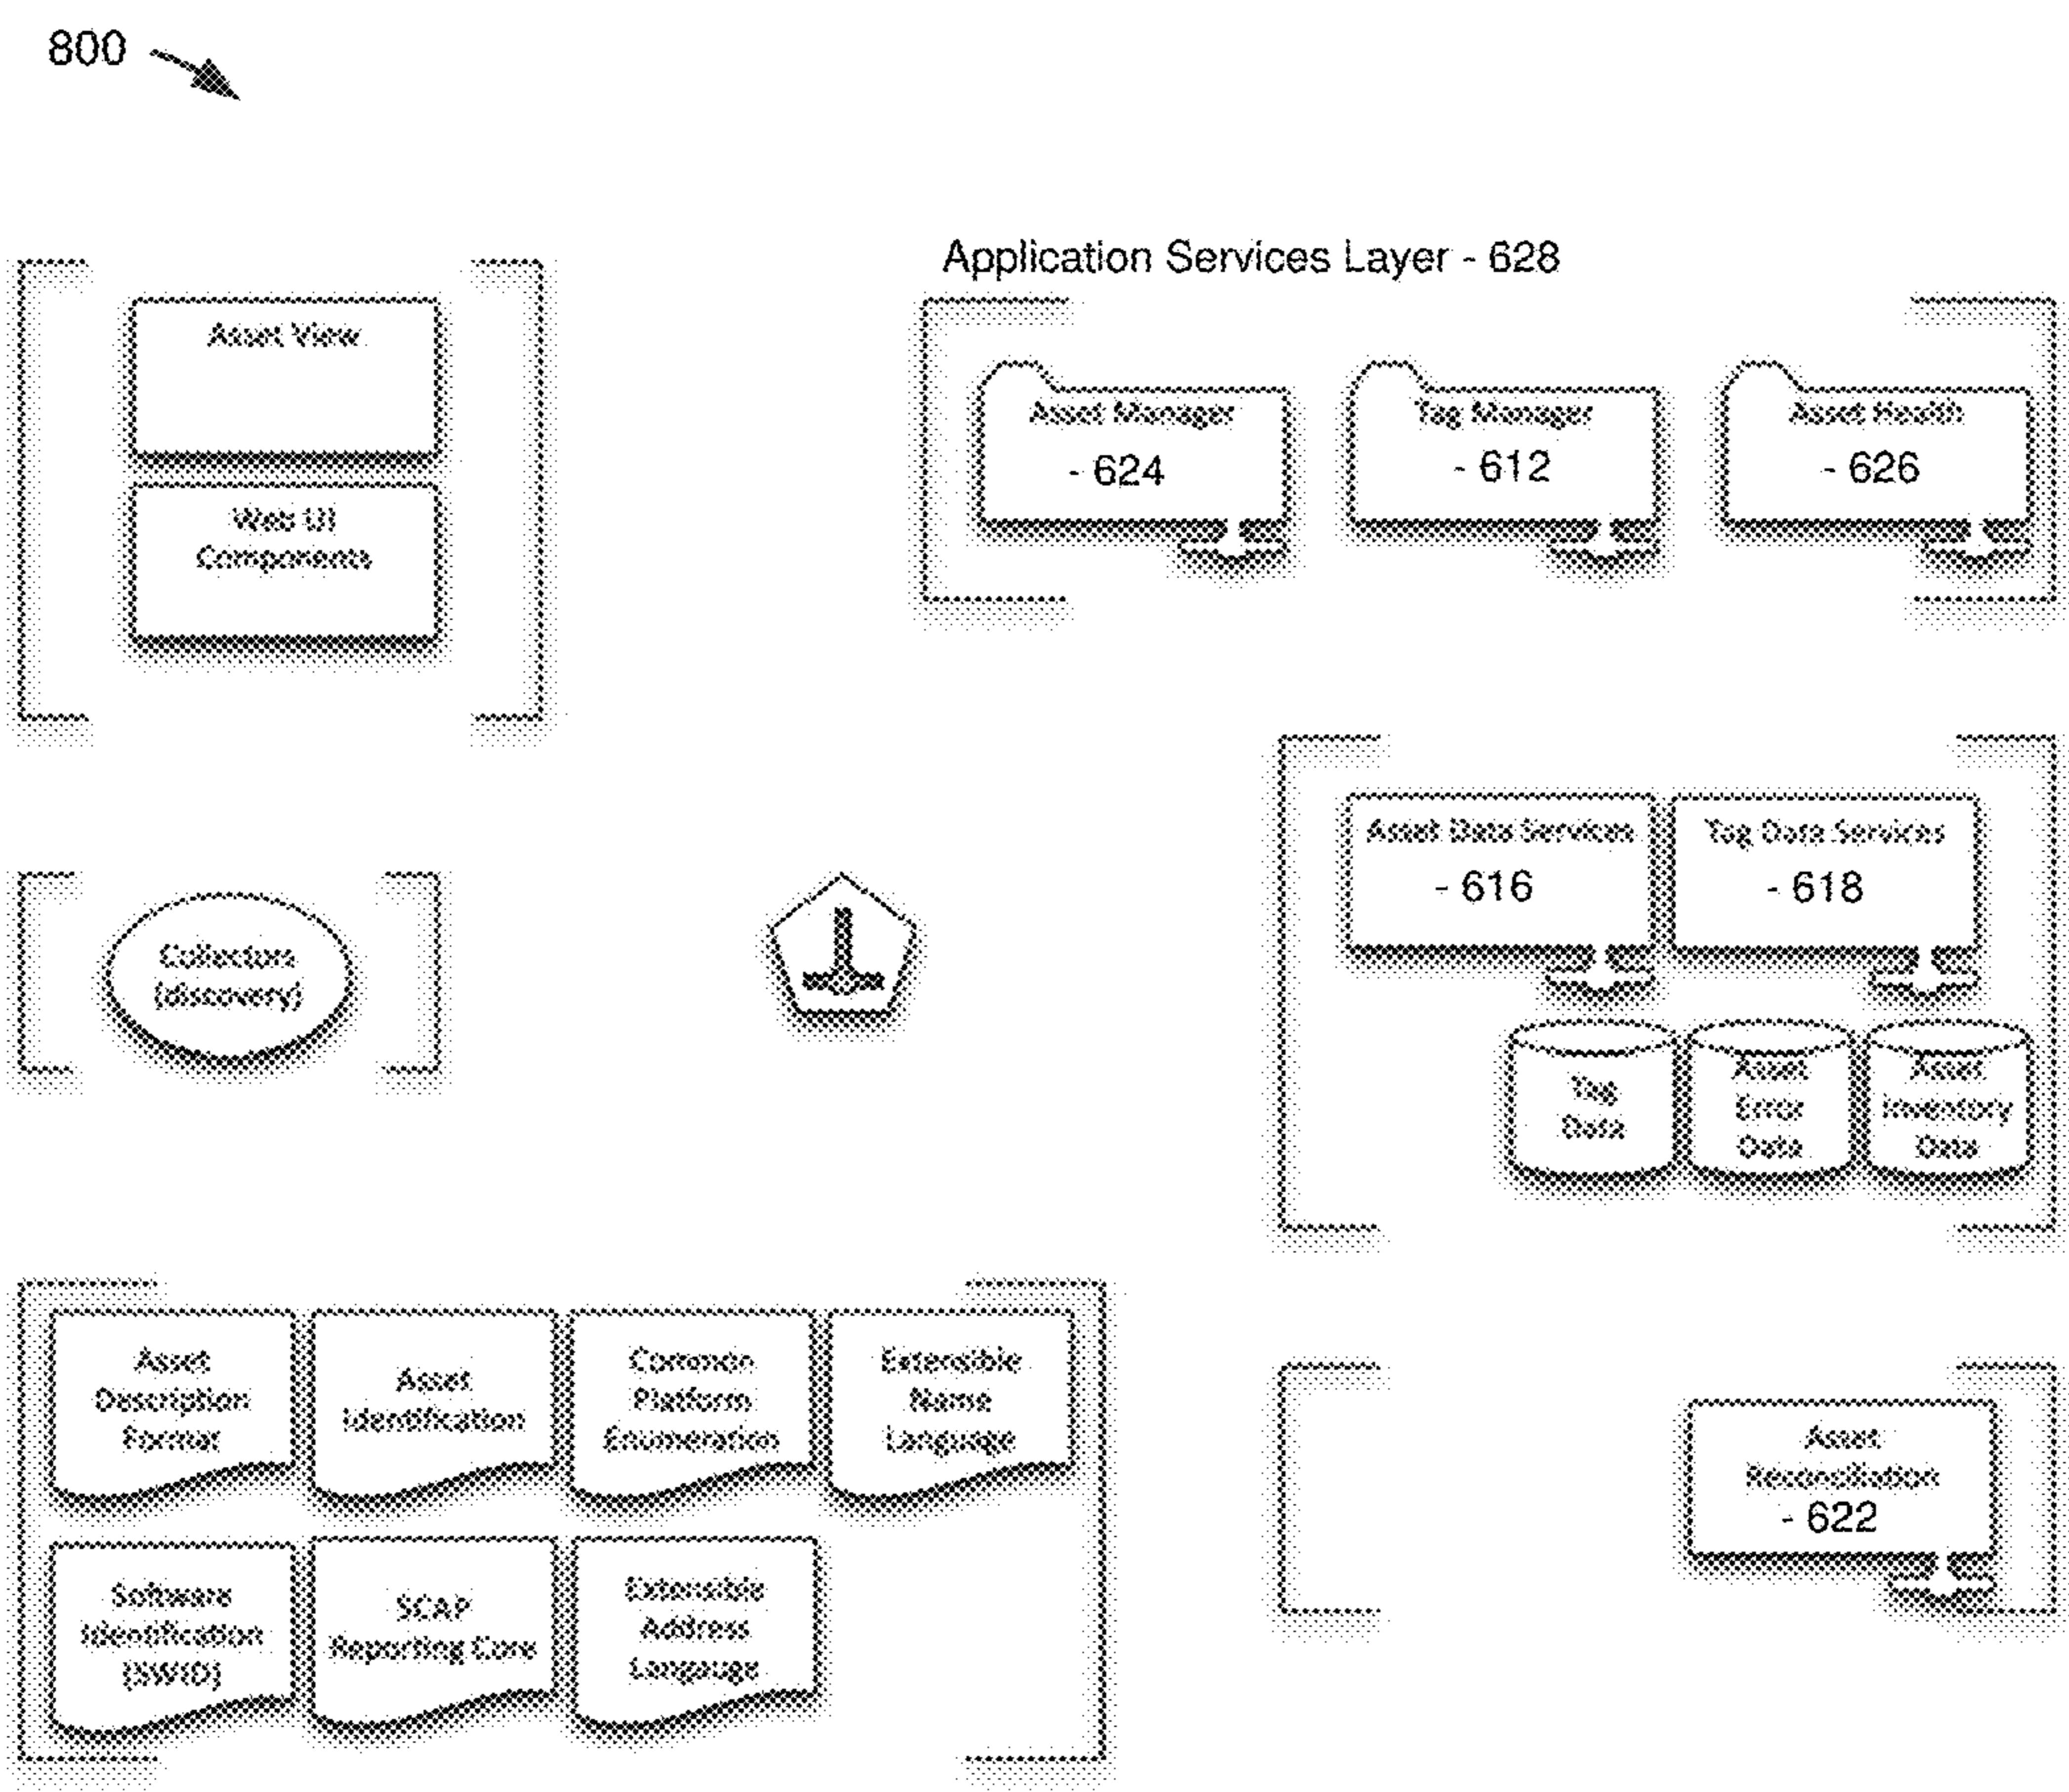 800
Application Services Layer - 628
Asset View
Web UI
Components
Asset Manager
- 624
Tag Manager
- 612
Asset Health
- 626
Asset Data Services
- 616
Tag Data Services
- 618
Collectors
(discovery)
Tag
Data
Asset
Error
Data
Asset
Inventory
Data
Asset
Description
Format
Asset
Identification
Common
Platform
Enumeration
Extensible
Name
Language
Software
Identification
(SWID)
SCAP
Reporting Core
Extensible
Address
Language
Asset
Reconciliation
- 622